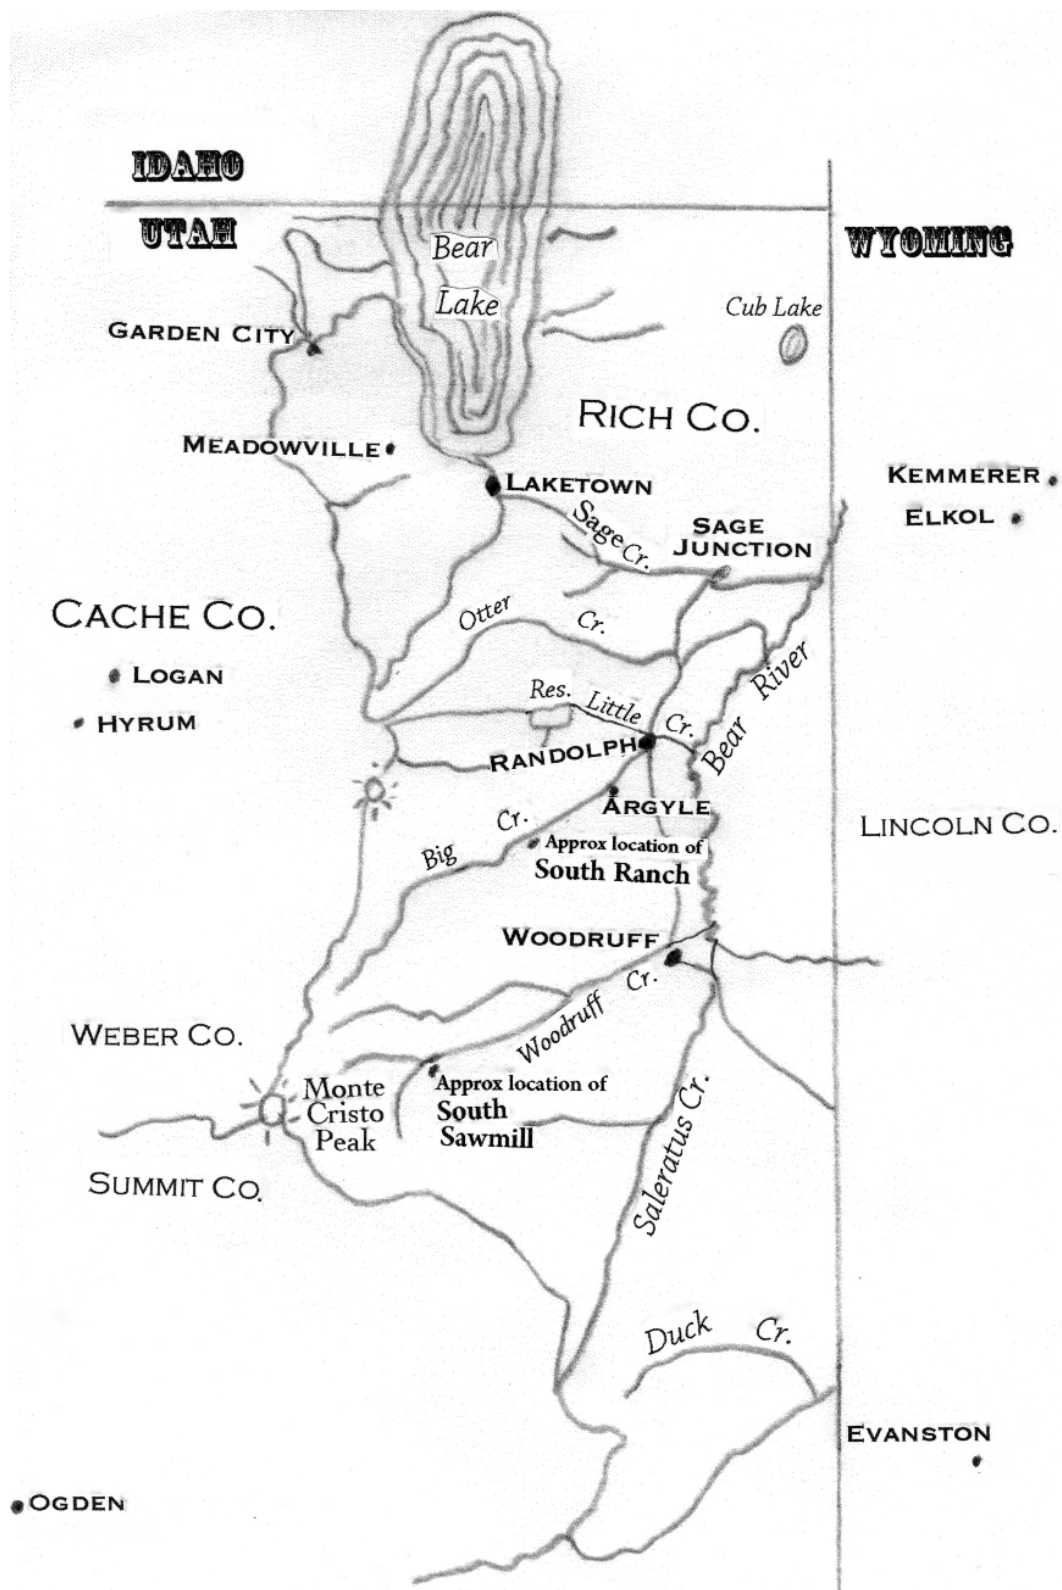 IDAHO
UTAH
WYOMING
Bear
Lake
Cub Lake
GARDEN CITY
RICH CO.
MEADOWVILLE
LAKETOWN
KEMMERER
ELKOL
Sage Cr.
SAGE
JUNCTION
CACHE CO.
Otter Cr.
LOGAN
HYRUM
Bear River
Res.
Little Cr.
RANDOLPH
ARGYLE
LINCOLN CO.
Big Cr.
Approx location of
South Ranch
WOODRUFF
Woodruff Cr.
WEBER CO.
Monte
Cristo
Peak
Approx location of
South
Sawmill
SUMMIT CO.
Saleratus Cr.
Duck Cr.
EVANSTON
OGDEN